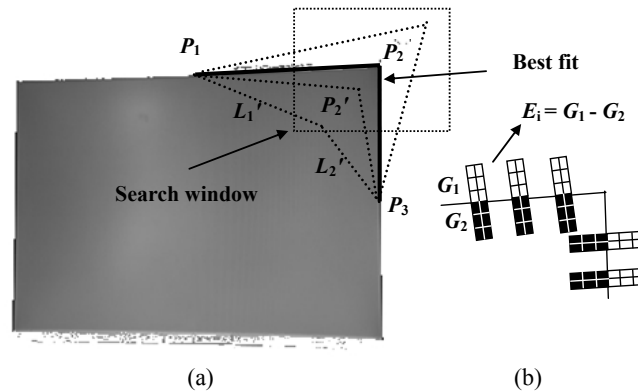 P1
P2
Best fit
L1'
P2'
Ei = G1 - G2
L2'
Search window
G1
G2
P3
(a)
(b)